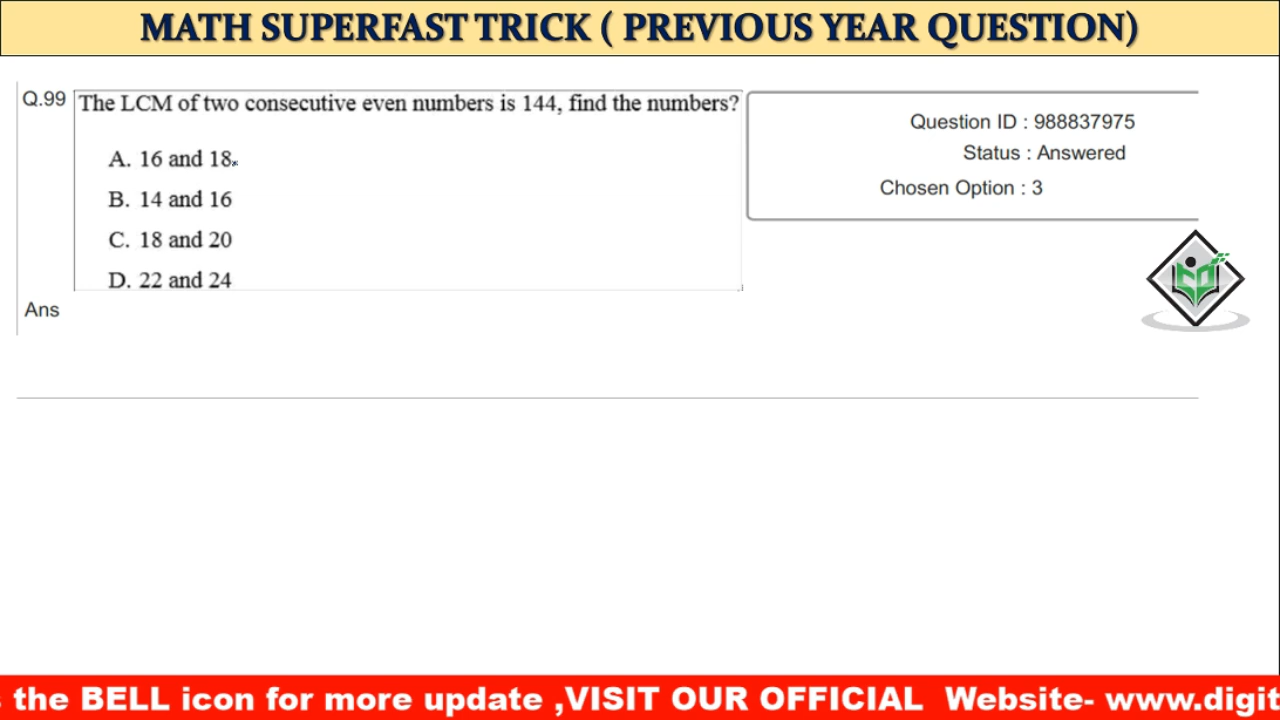 MATH SUPERFAST TRICK ( PREVIOUS YEAR QUESTION)
Q.99 The LCM of two consecutive even numbers is 144, find the numbers?
A. 16 and 18.
B. 14 and 16
C. 18 and 20
D. 22 and 24
Ans
Question ID : 988837975
Status : Answered
Chosen Option : 3
the BELL icon for more update ,VISIT OUR OFFICIAL Website- www.digit